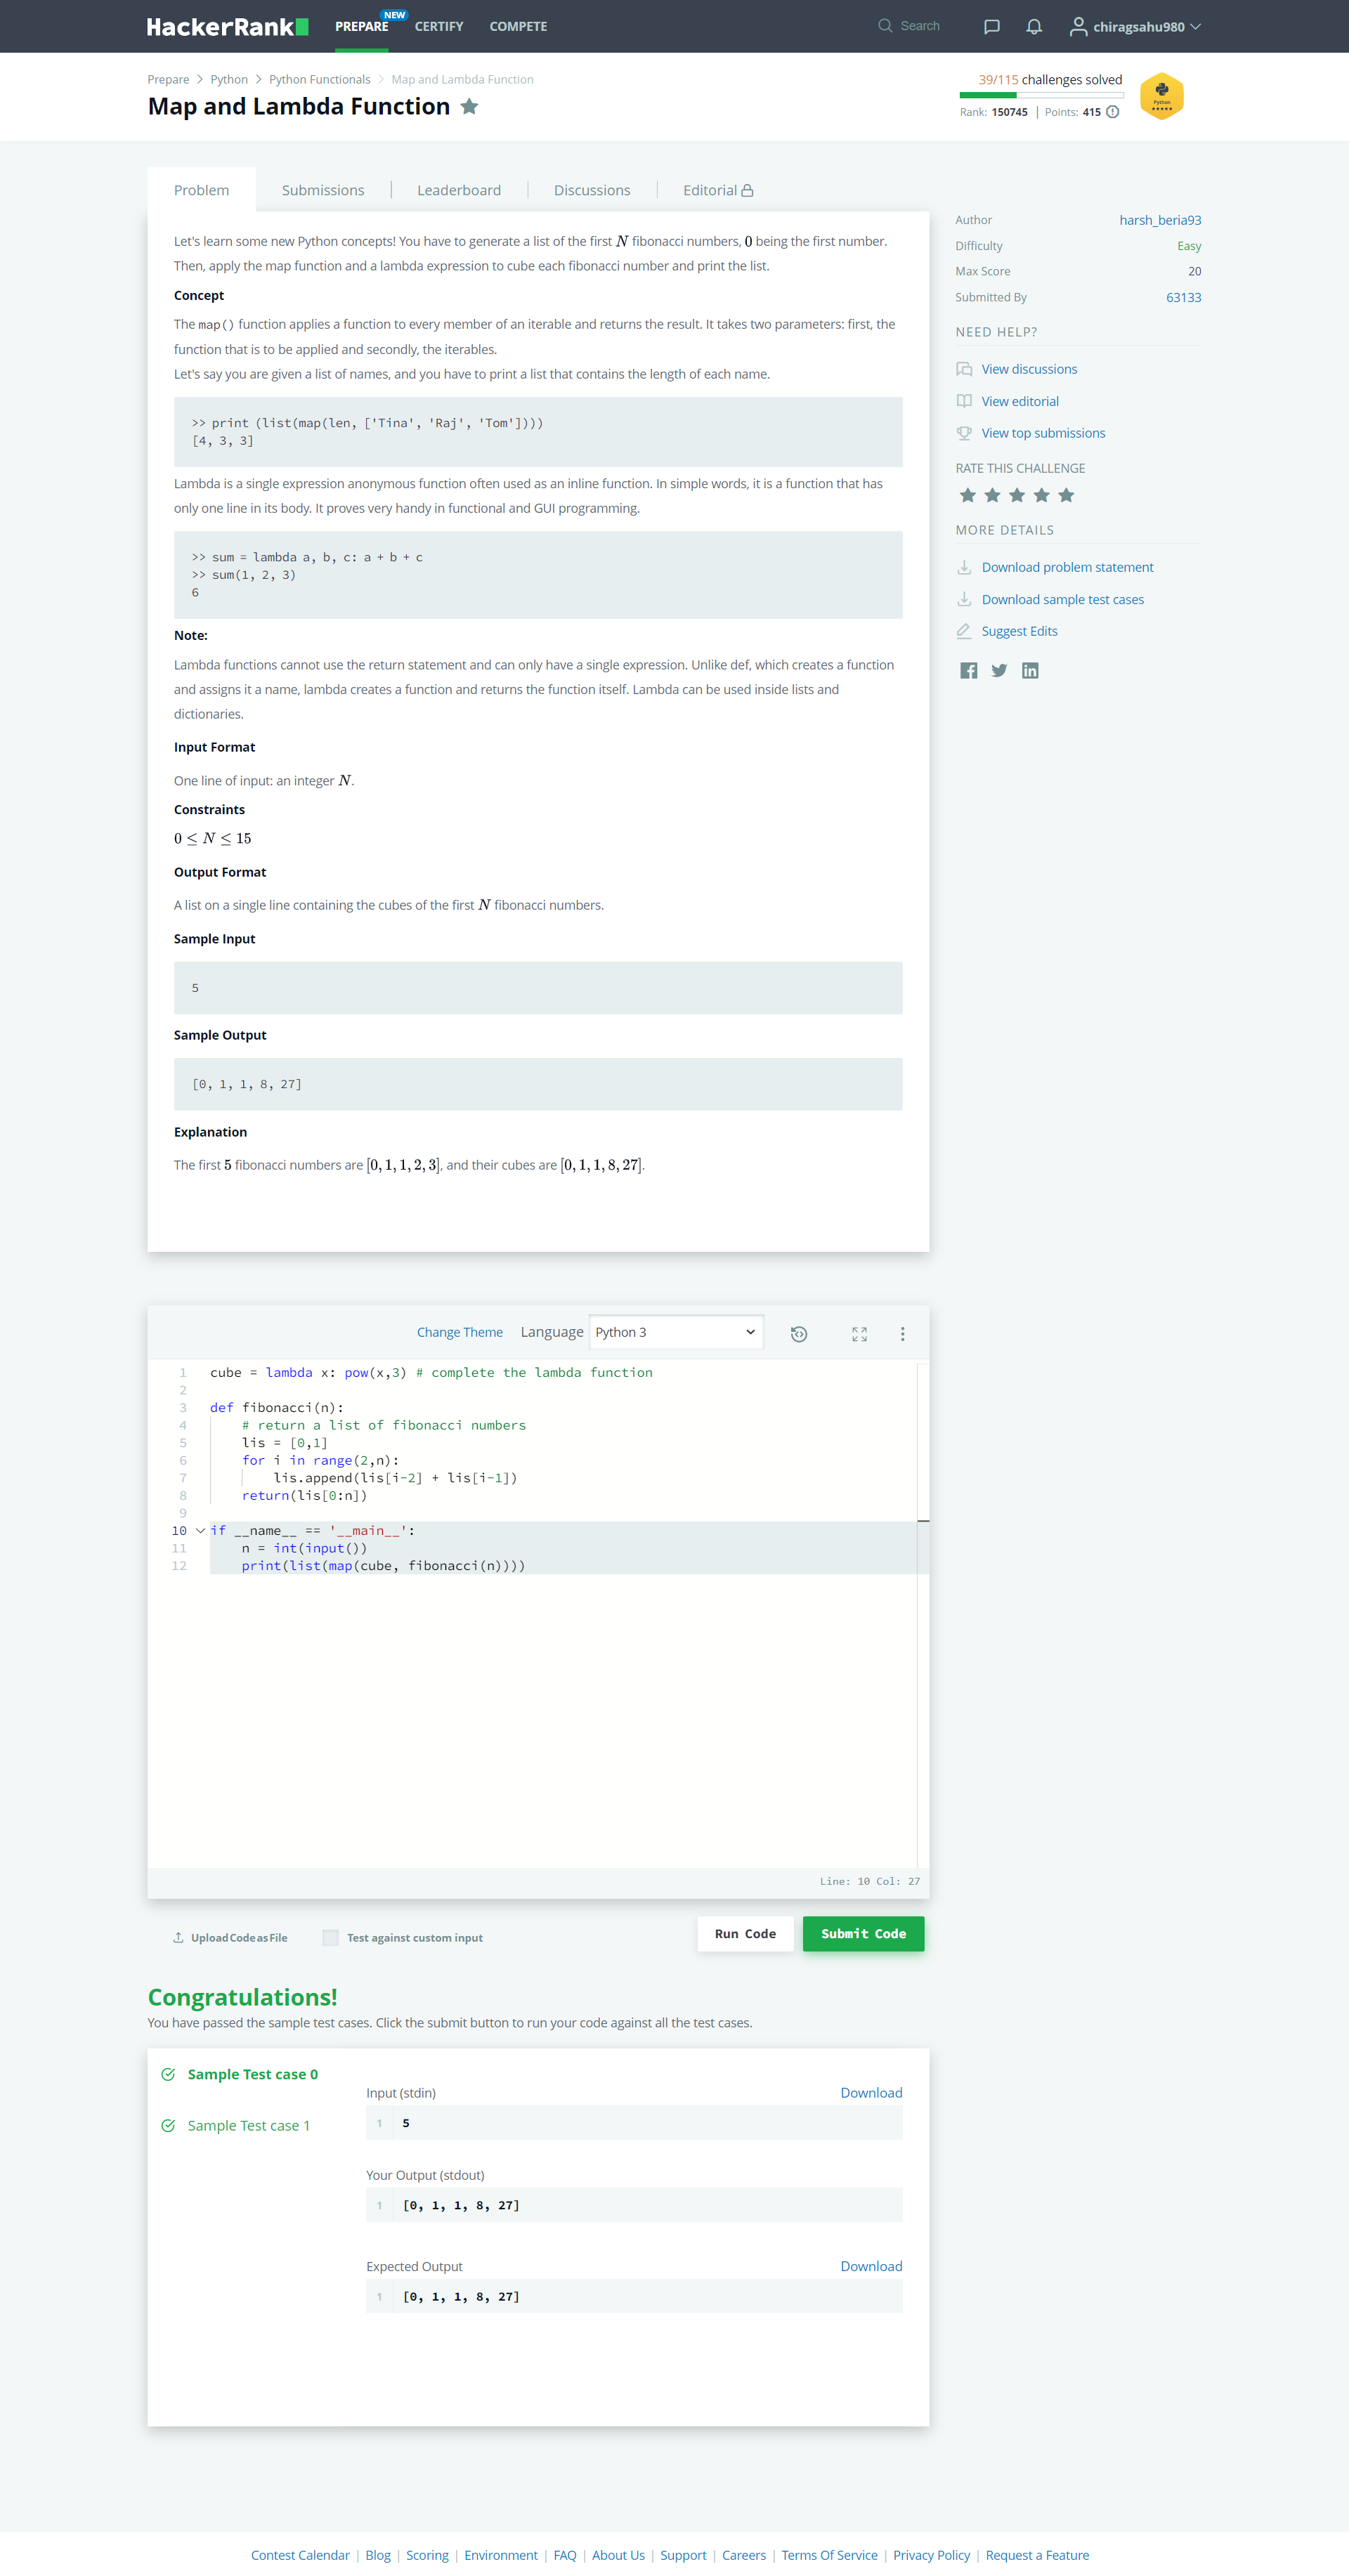 HackerRank
PREPARE
NEW
CERTIFY
COMPETE
Search
chiragsahu980
Prepare > Python > Python Functionals > Map and Lambda Function
Map and Lambda Function
39/115 challenges solved
Rank: 150745 | Points: 415
Python
Problem
Submissions
Leaderboard
Discussions
Editorial
Let's learn some new Python concepts! You have to generate a list of the first N fibonacci numbers, 0 being the first number.
Then, apply the map function and a lambda expression to cube each fibonacci number and print the list.
Concept
The map() function applies a function to every member of an iterable and returns the result. It takes two parameters: first, the
function that is to be applied and secondly, the iterables.
Let's say you are given a list of names, and you have to print a list that contains the length of each name.
>> print (list(map(len, ['Tina', 'Raj', 'Tom'])))
[4, 3, 3]
Lambda is a single expression anonymous function often used as an inline function. In simple words, it is a function that has
only one line in its body. It proves very handy in functional and GUI programming.
>> sum = lambda a, b, c: a + b + c
>> sum(1, 2, 3)
6
Note:
Lambda functions cannot use the return statement and can only have a single expression. Unlike def, which creates a function
and assigns it a name, lambda creates a function and returns the function itself. Lambda can be used inside lists and
dictionaries.
Input Format
One line of input: an integer N.
Constraints
0 ≤ N ≤ 15
Output Format
A list on a single line containing the cubes of the first N fibonacci numbers.
Sample Input
5
Sample Output
[0, 1, 1, 8, 27]
Explanation
The first 5 fibonacci numbers are [0, 1, 1, 2, 3], and their cubes are [0, 1, 1, 8, 27].
Author harsh_beria93
Difficulty Easy
Max Score 20
Submitted By 63133
NEED HELP?
View discussions
View editorial
View top submissions
RATE THIS CHALLENGE
MORE DETAILS
Download problem statement
Download sample test cases
Suggest Edits
Change Theme
Language
Python 3
1 cube = lambda x: pow(x,3) # complete the lambda function
2
3 def fibonacci(n):
4     # return a list of fibonacci numbers
5     lis = [0,1]
6     for i in range(2,n):
7         lis.append(lis[i-2] + lis[i-1])
8     return(lis[0:n])
9
10 if __name__ == '__main__':
11     n = int(input())
12     print(list(map(cube, fibonacci(n))))
Line: 10 Col: 27
Upload Code as File
Test against custom input
Run Code
Submit Code
Congratulations!
You have passed the sample test cases. Click the submit button to run your code against all the test cases.
Sample Test case 0
Sample Test case 1
Input (stdin)
Download
1 5
Your Output (stdout)
1 [0, 1, 1, 8, 27]
Expected Output
Download
1 [0, 1, 1, 8, 27]
Contest Calendar | Blog | Scoring | Environment | FAQ | About Us | Support | Careers | Terms Of Service | Privacy Policy | Request a Feature